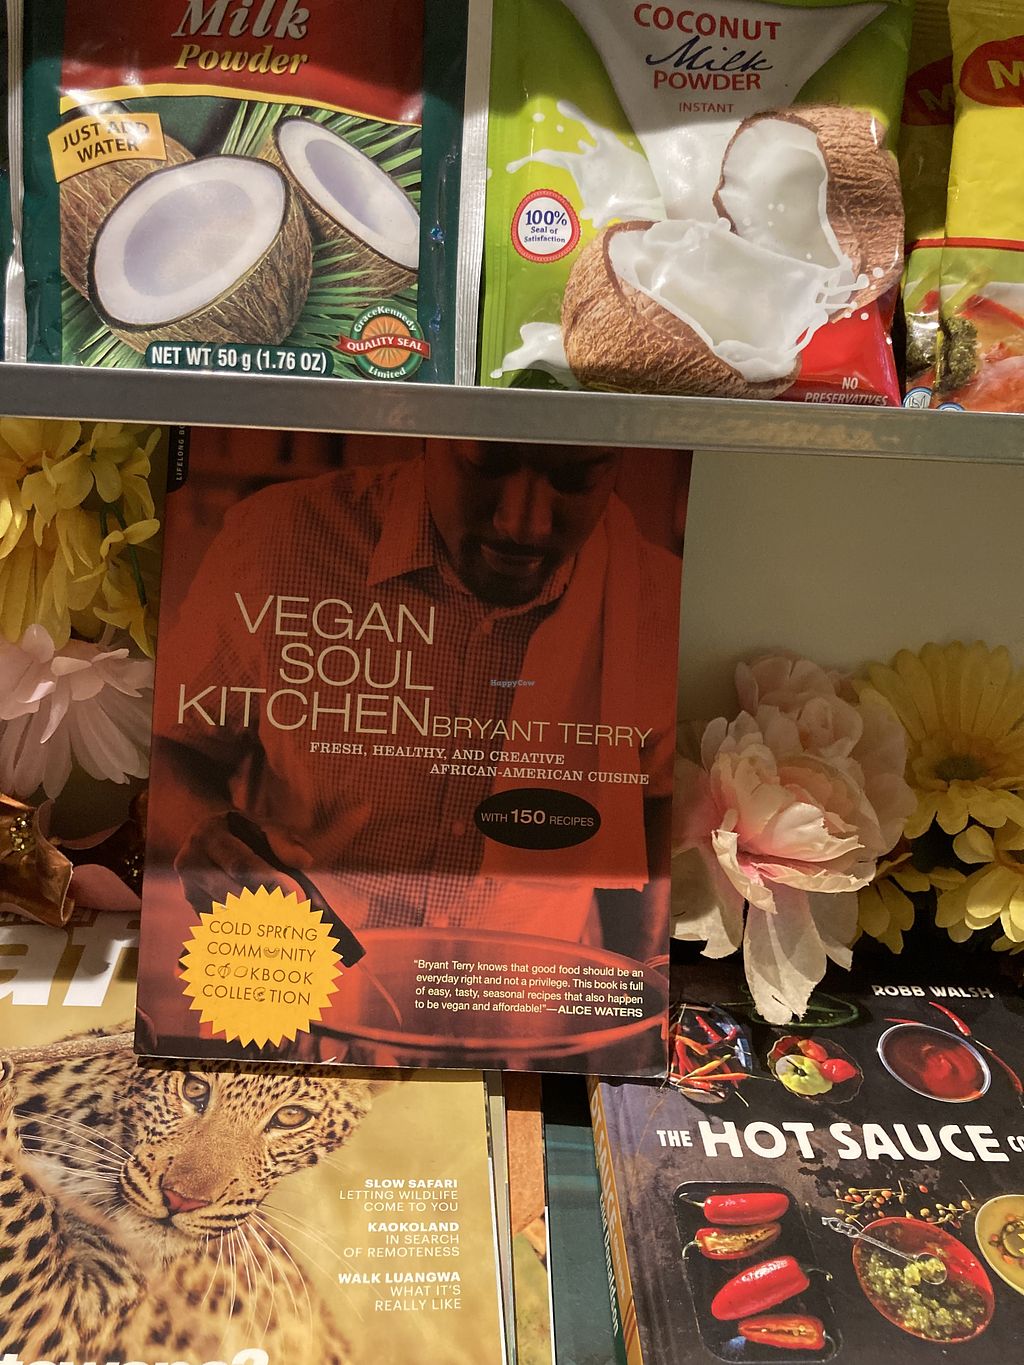 Milk
Powder
JUST ADD
WATER
NET WT 50 g (1.76 OZ)
GraceKennedy
QUALITY SEAL
Limited
COCONUT
Milk
POWDER
INSTANT
100%
Seal of
Satisfaction
NO
PRESERVATIVES
M
M
LIFELONG BO
VEGAN
SOUL
KITCHEN BRYANT TERRY
FRESH, HEALTHY, AND CREATIVE
AFRICAN-AMERICAN CUISINE
WITH 150 RECIPES
HappyCow
COLD SPRING
COMMUNITY
COOKBOOK
COLLECTION
“Bryant Terry knows that good food should be an
everyday right and not a privilege. This book is full
of easy, tasty, seasonal recipes that also happen
to be vegan and affordable!”—ALICE WATERS
af
SLOW SAFARI
LETTING WILDLIFE
COME TO YOU
KAOKOLAND
IN SEARCH
OF REMOTENESS
WALK LUANGWA
WHAT IT'S
REALLY LIKE
ROBB WALSH
THE HOT SAUCE CO